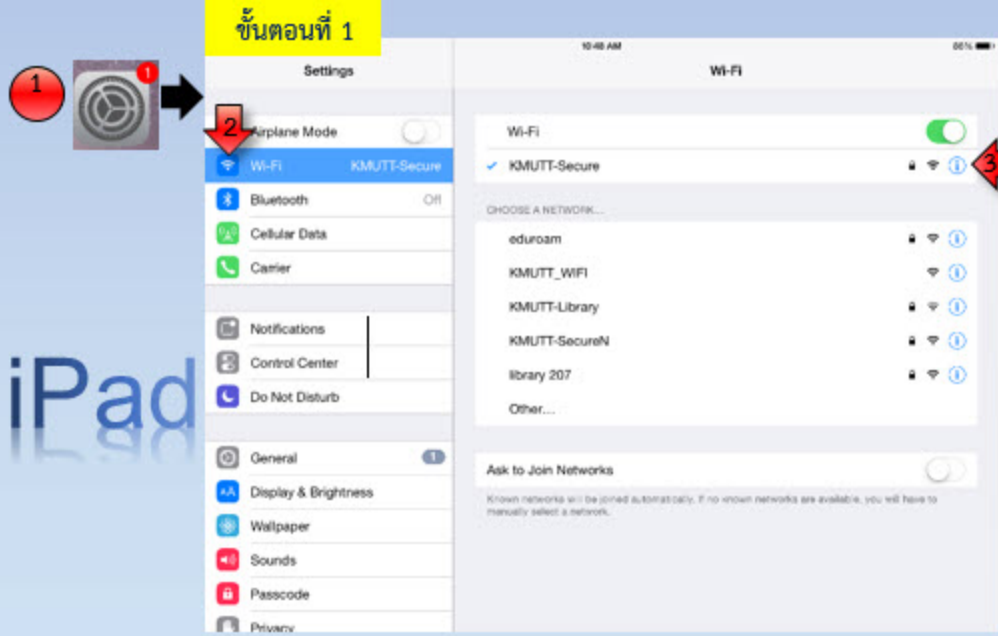 ขั้นตอนที่ 1
10:48 AM
86%
Settings
Wi-Fi
1
1
2
Airplane Mode
Wi-Fi KMUTT-Secure
Bluetooth Off
Cellular Data
Carrier
Notifications
Control Center
Do Not Disturb
General 1
Display & Brightness
Wallpaper
Sounds
Passcode
Privacy
iPad
Wi-Fi
KMUTT-Secure
3
CHOOSE A NETWORK...
eduroam
KMUTT_WIFI
KMUTT-Library
KMUTT-SecureN
library 207
Other...
Ask to Join Networks
Known networks will be joined automatically. If no known networks are available, you will have to
manually select a network.